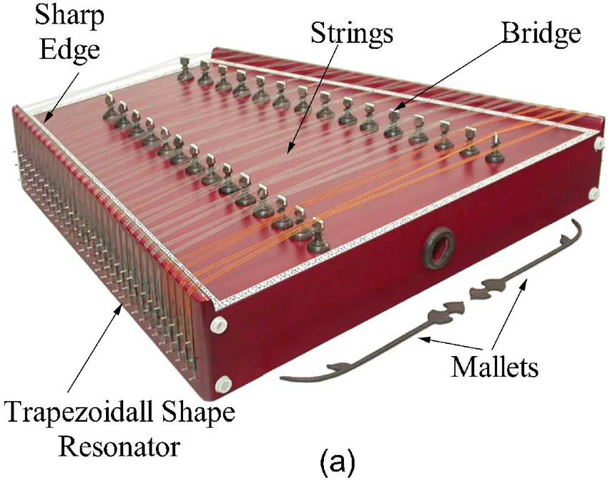 Sharp
Edge
Strings
Bridge
Mallets
Trapezoidall Shape
Resonator
(a)